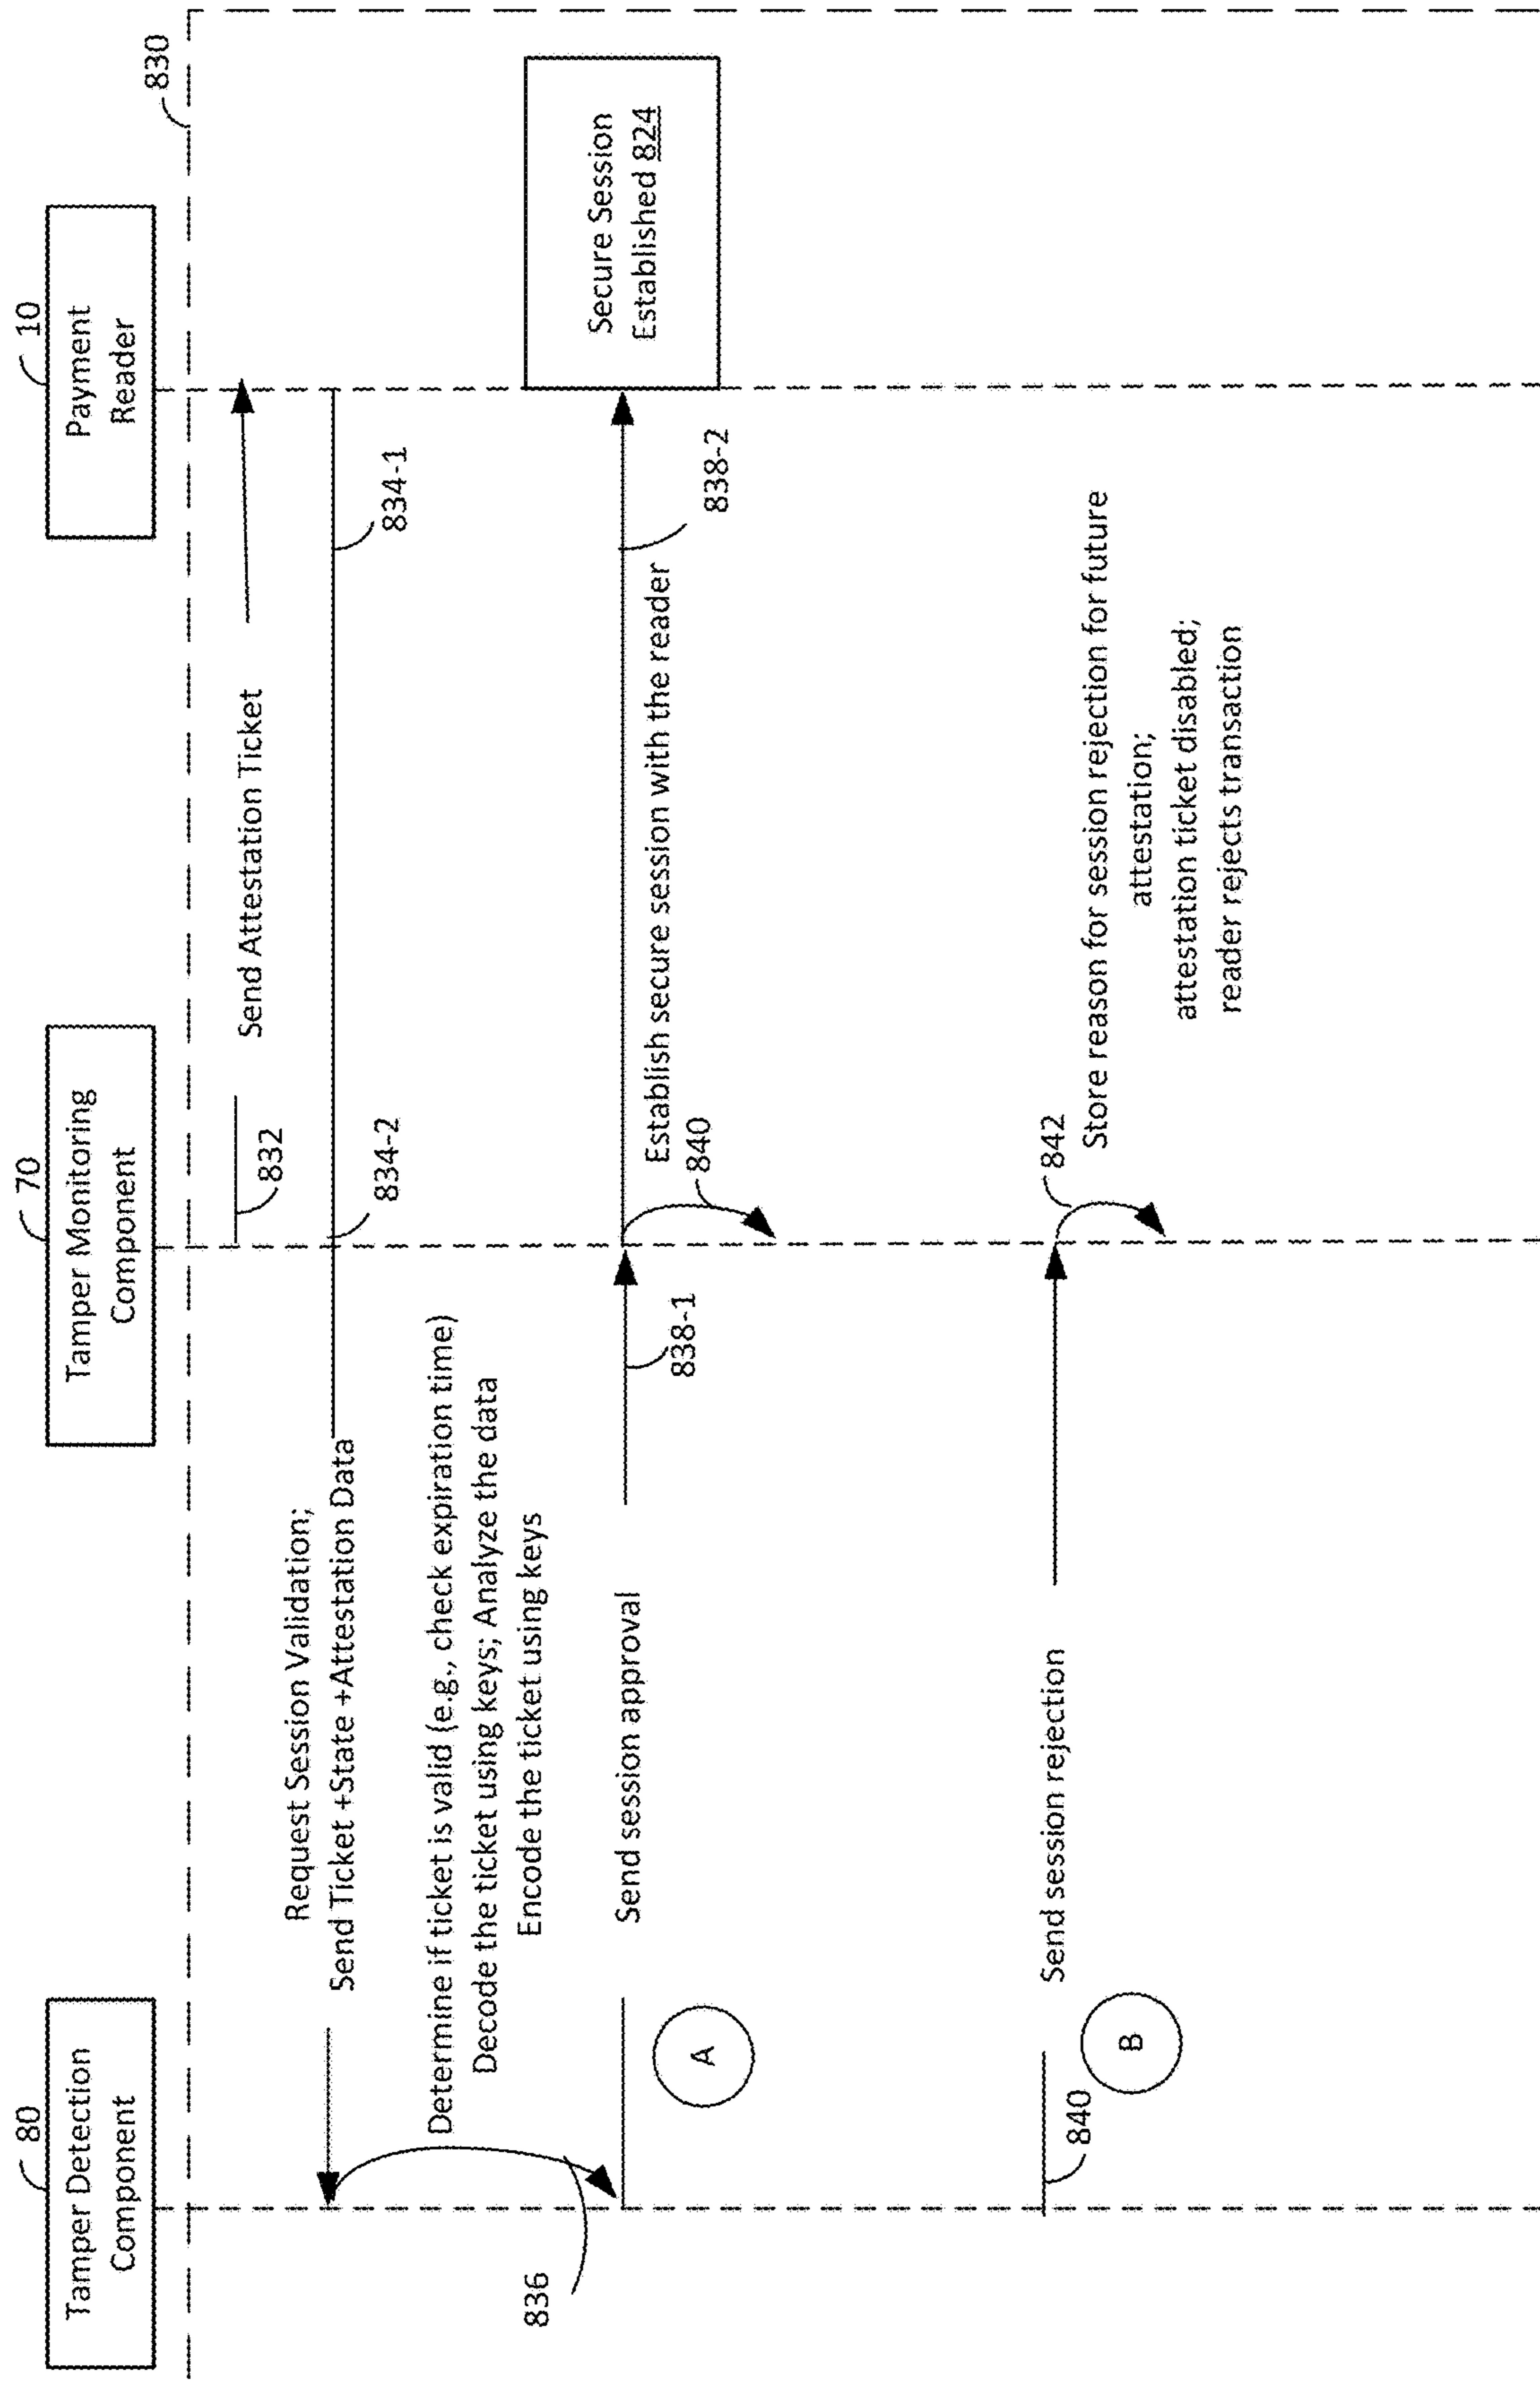 80
Tamper Detection
Component
70
Tamper Monitoring
Component
10
Payment
Reader
830
832
Send Attestation Ticket
Request Session Validation;
Send Ticket +State +Attestation Data
834-2
834-1
Determine if ticket is valid (e.g., check expiration time)
Decode the ticket using keys; Analyze the data
Encode the ticket using keys
836
Send session approval
838-1
A
Establish secure session with the reader
838-2
840
Secure Session
Established 824
840
B
Send session rejection
842
Store reason for session rejection for future
attestation;
attestation ticket disabled;
reader rejects transaction